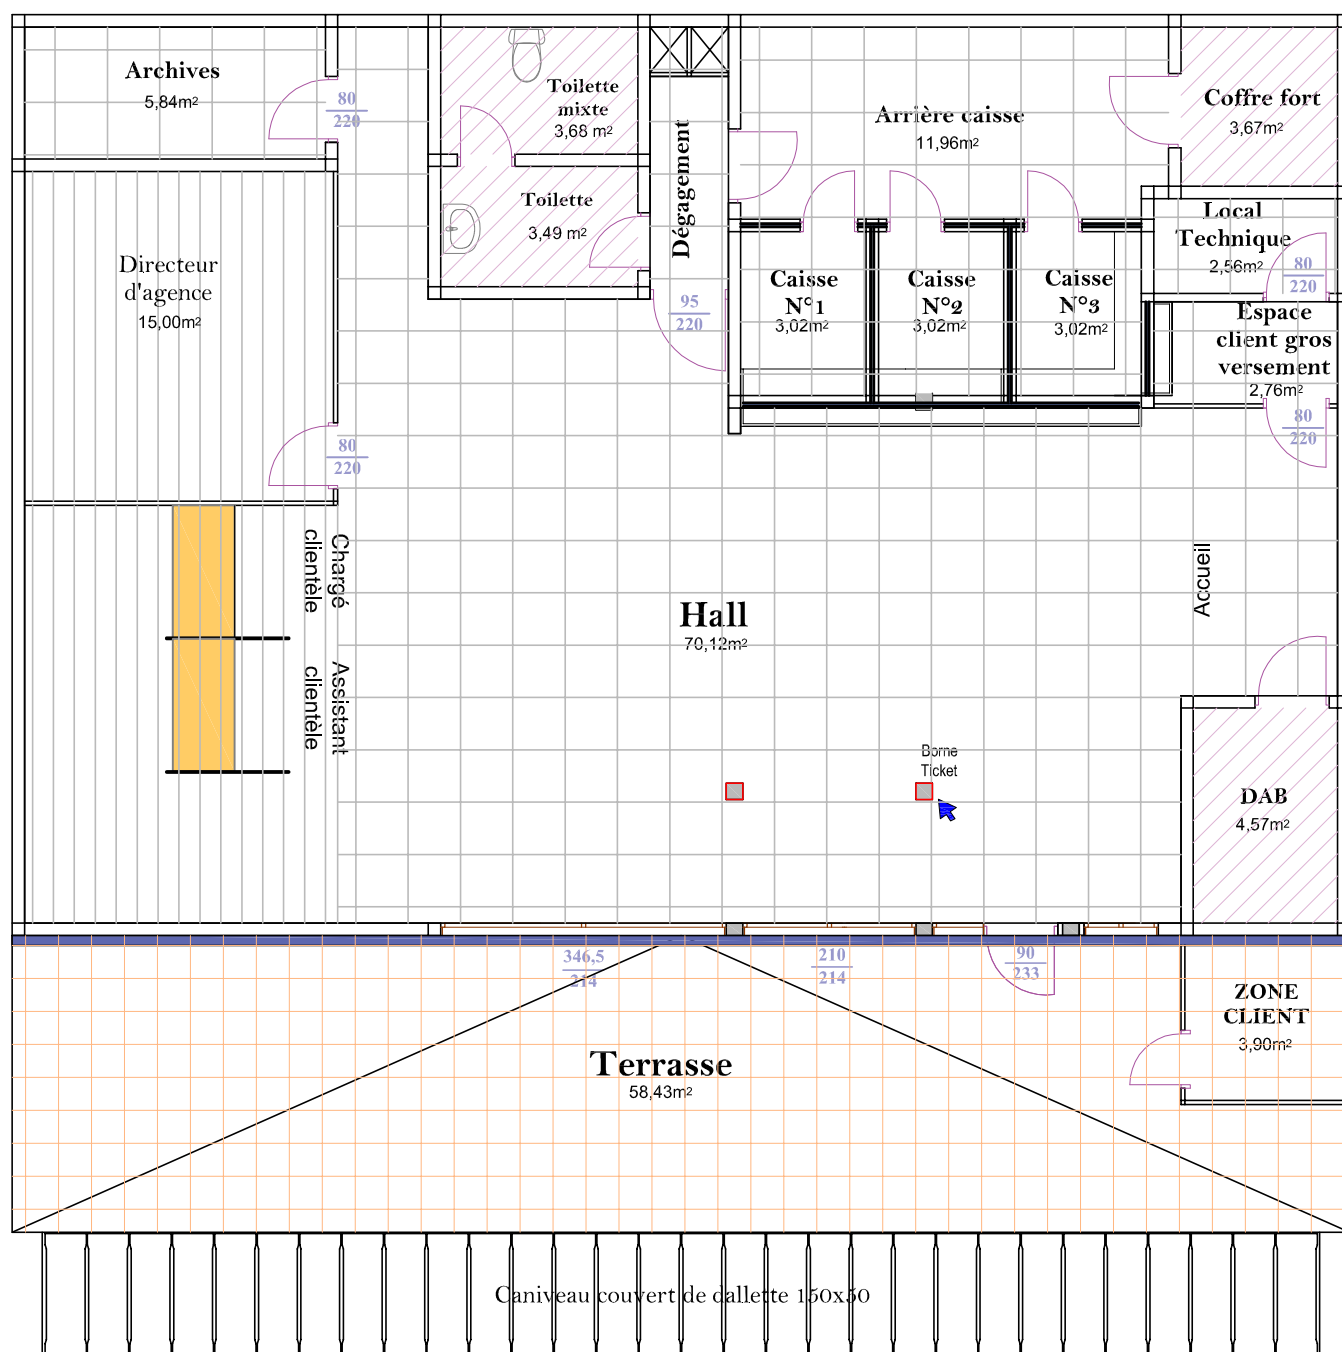 Archives
5,84m²
80
220
Toilette
mixte
3,68 m²
Toilette
3,49 m²
Dégagement
95
220
Arrière caisse
11,96m²
Coffre fort
3,67m²
Local
Technique
2,56m²
80
220
Directeur
d'agence
15,00m²
Caisse
N°1
3,02m²
Caisse
N°2
3,02m²
Caisse
N°3
3,02m²
Espace
client gros
versement
2,76m²
80
220
80
220
Chargé
clientèle
Assistant
clientèle
Hall
70,12m²
Accueil
Borne
Ticket
DAB
4,57m²
346,5
214
210
214
90
233
ZONE
CLIENT
3,90m²
Terrasse
58,43m²
Caniveau couvert de dallette 150x50